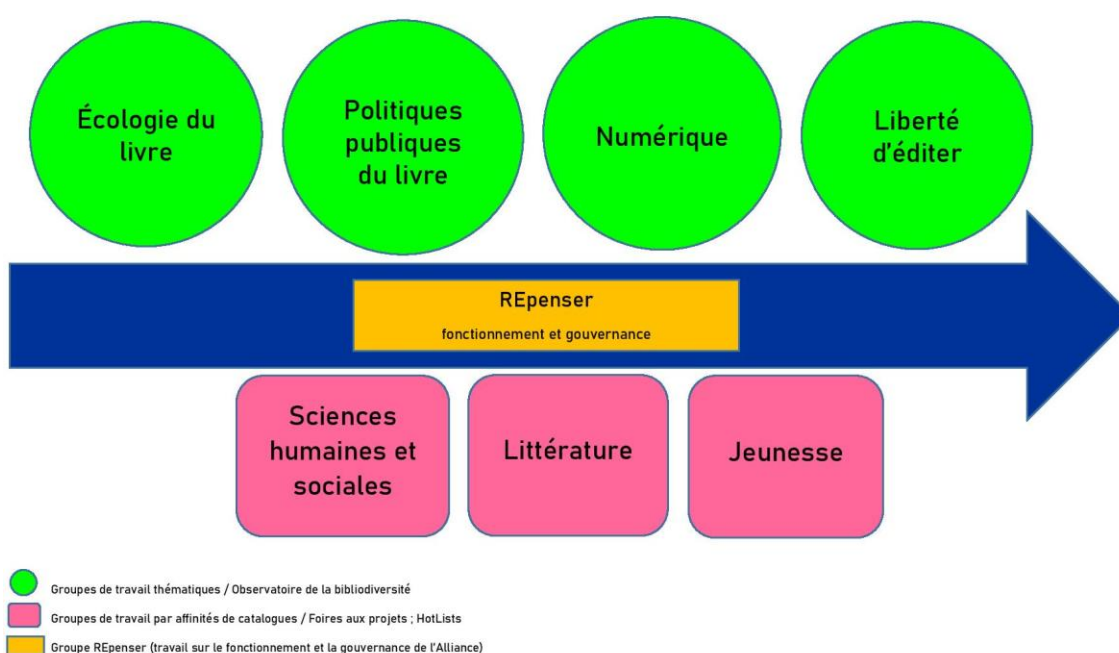 Écologie du
livre
Politiques
publiques
du livre
Numérique
Liberté
d'éditer
REpenser
fonctionnement et gouvernance
Sciences
humaines et
sociales
Littérature
Jeunesse
Groupes de travail thématiques / Observatoire de la bibliodiversité
Groupes de travail par affinités de catalogues / Foires aux projets ; HotLists
Groupe REpenser (travail sur le fonctionnement et la gouvernance de l'Alliance)